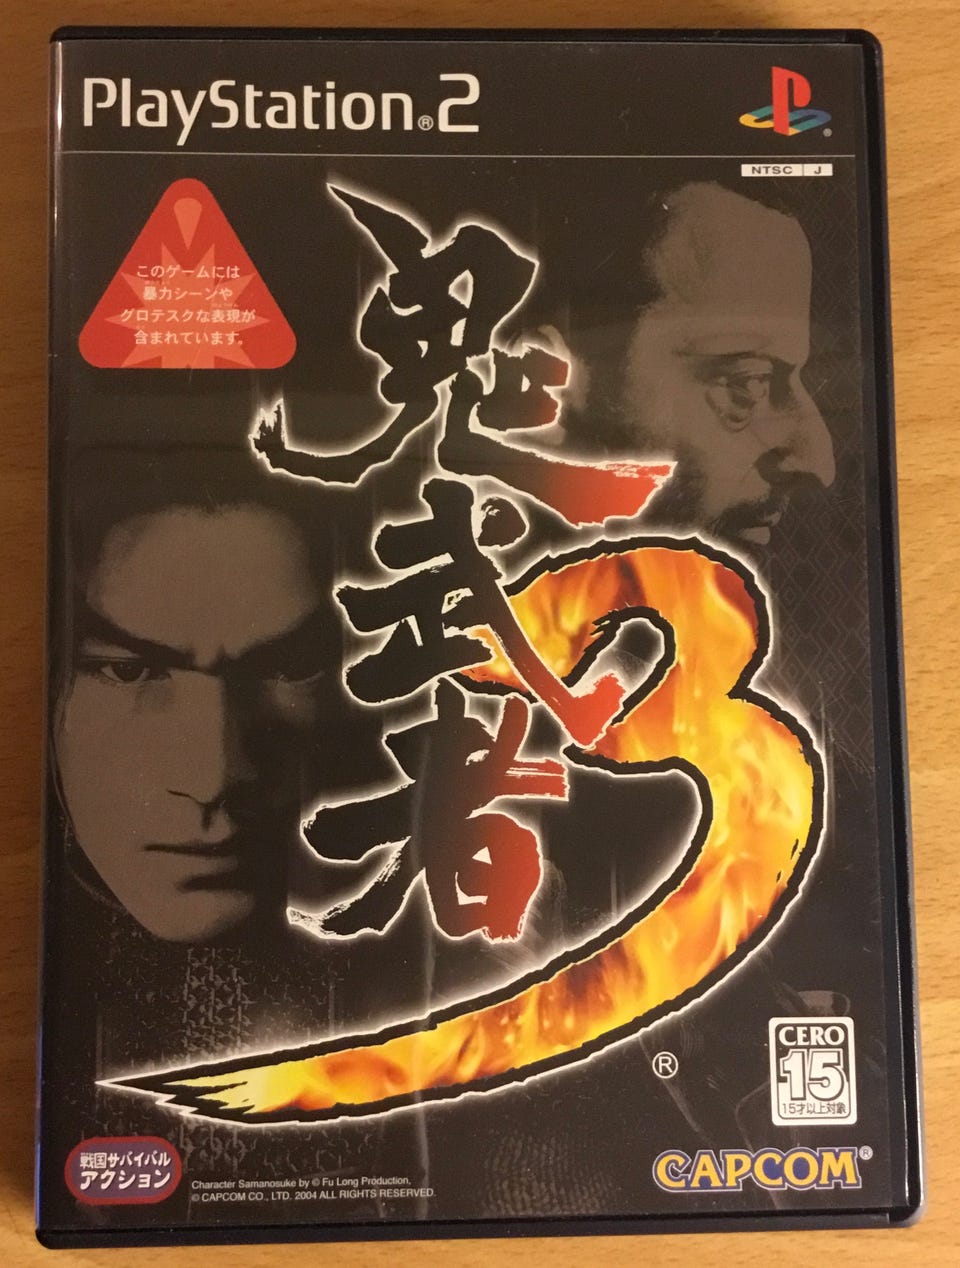 PlayStation®2
NTSC J
このゲームには
暴力シーンや
グロテスクな表現が
含まれています。
鬼
武
者
3
®
CERO
15
15才以上対象
戦国サバイバル
アクション
Character Samanosuke by © Fu Long Production,
© CAPCOM CO., LTD. 2004 ALL RIGHTS RESERVED.
CAPCOM®